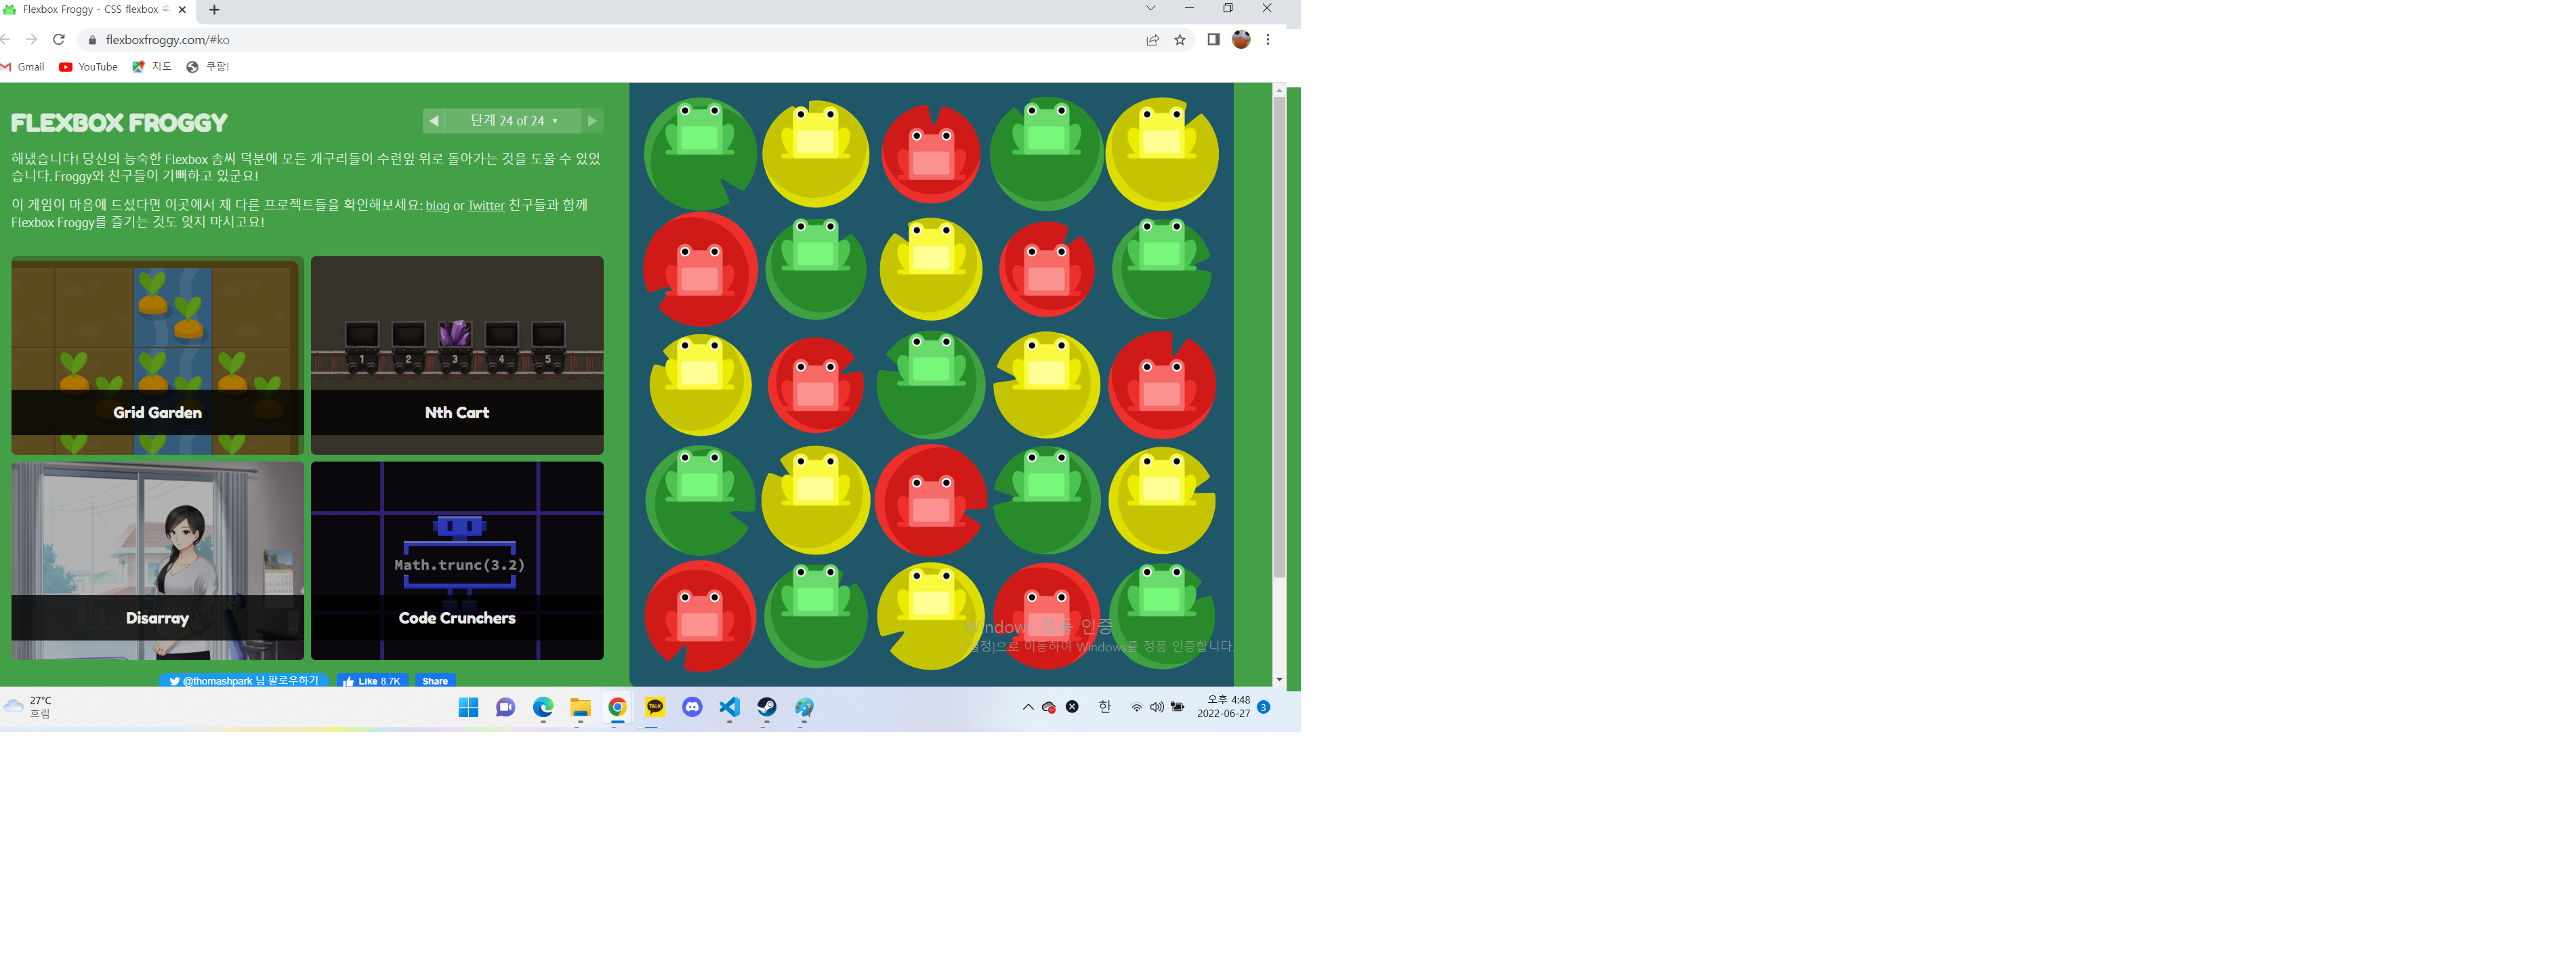 Flexbox Froggy - CSS flexbox
flexboxfroggy.com/#ko
Gmail YouTube 지도 쿠팡!
FLEXBOX FROGGY
단계 24 of 24
해냈습니다! 당신의 능숙한 Flexbox 솜씨 덕분에 모든 개구리들이 수련잎 위로 돌아가는 것을 도울 수 있었
습니다. Froggy와 친구들이 기뻐하고 있군요!
이 게임이 마음에 드셨다면 이곳에서 제 다른 프로젝트들을 확인해보세요: blog or Twitter 친구들과 함께
Flexbox Froggy를 즐기는 것도 잊지 마시고요!
1 2 3 4 5
Grid Garden
Nth Cart
Math.trunc(3.2)
Disarray
Code Crunchers
Windows 정품 인증
[설정]으로 이동하여 Windows를 정품 인증합니다.
@thomashpark 님 팔로우하기
Like 8.7K
Share
27°C
흐림
TALK
한
오후 4:48
2022-06-27
3